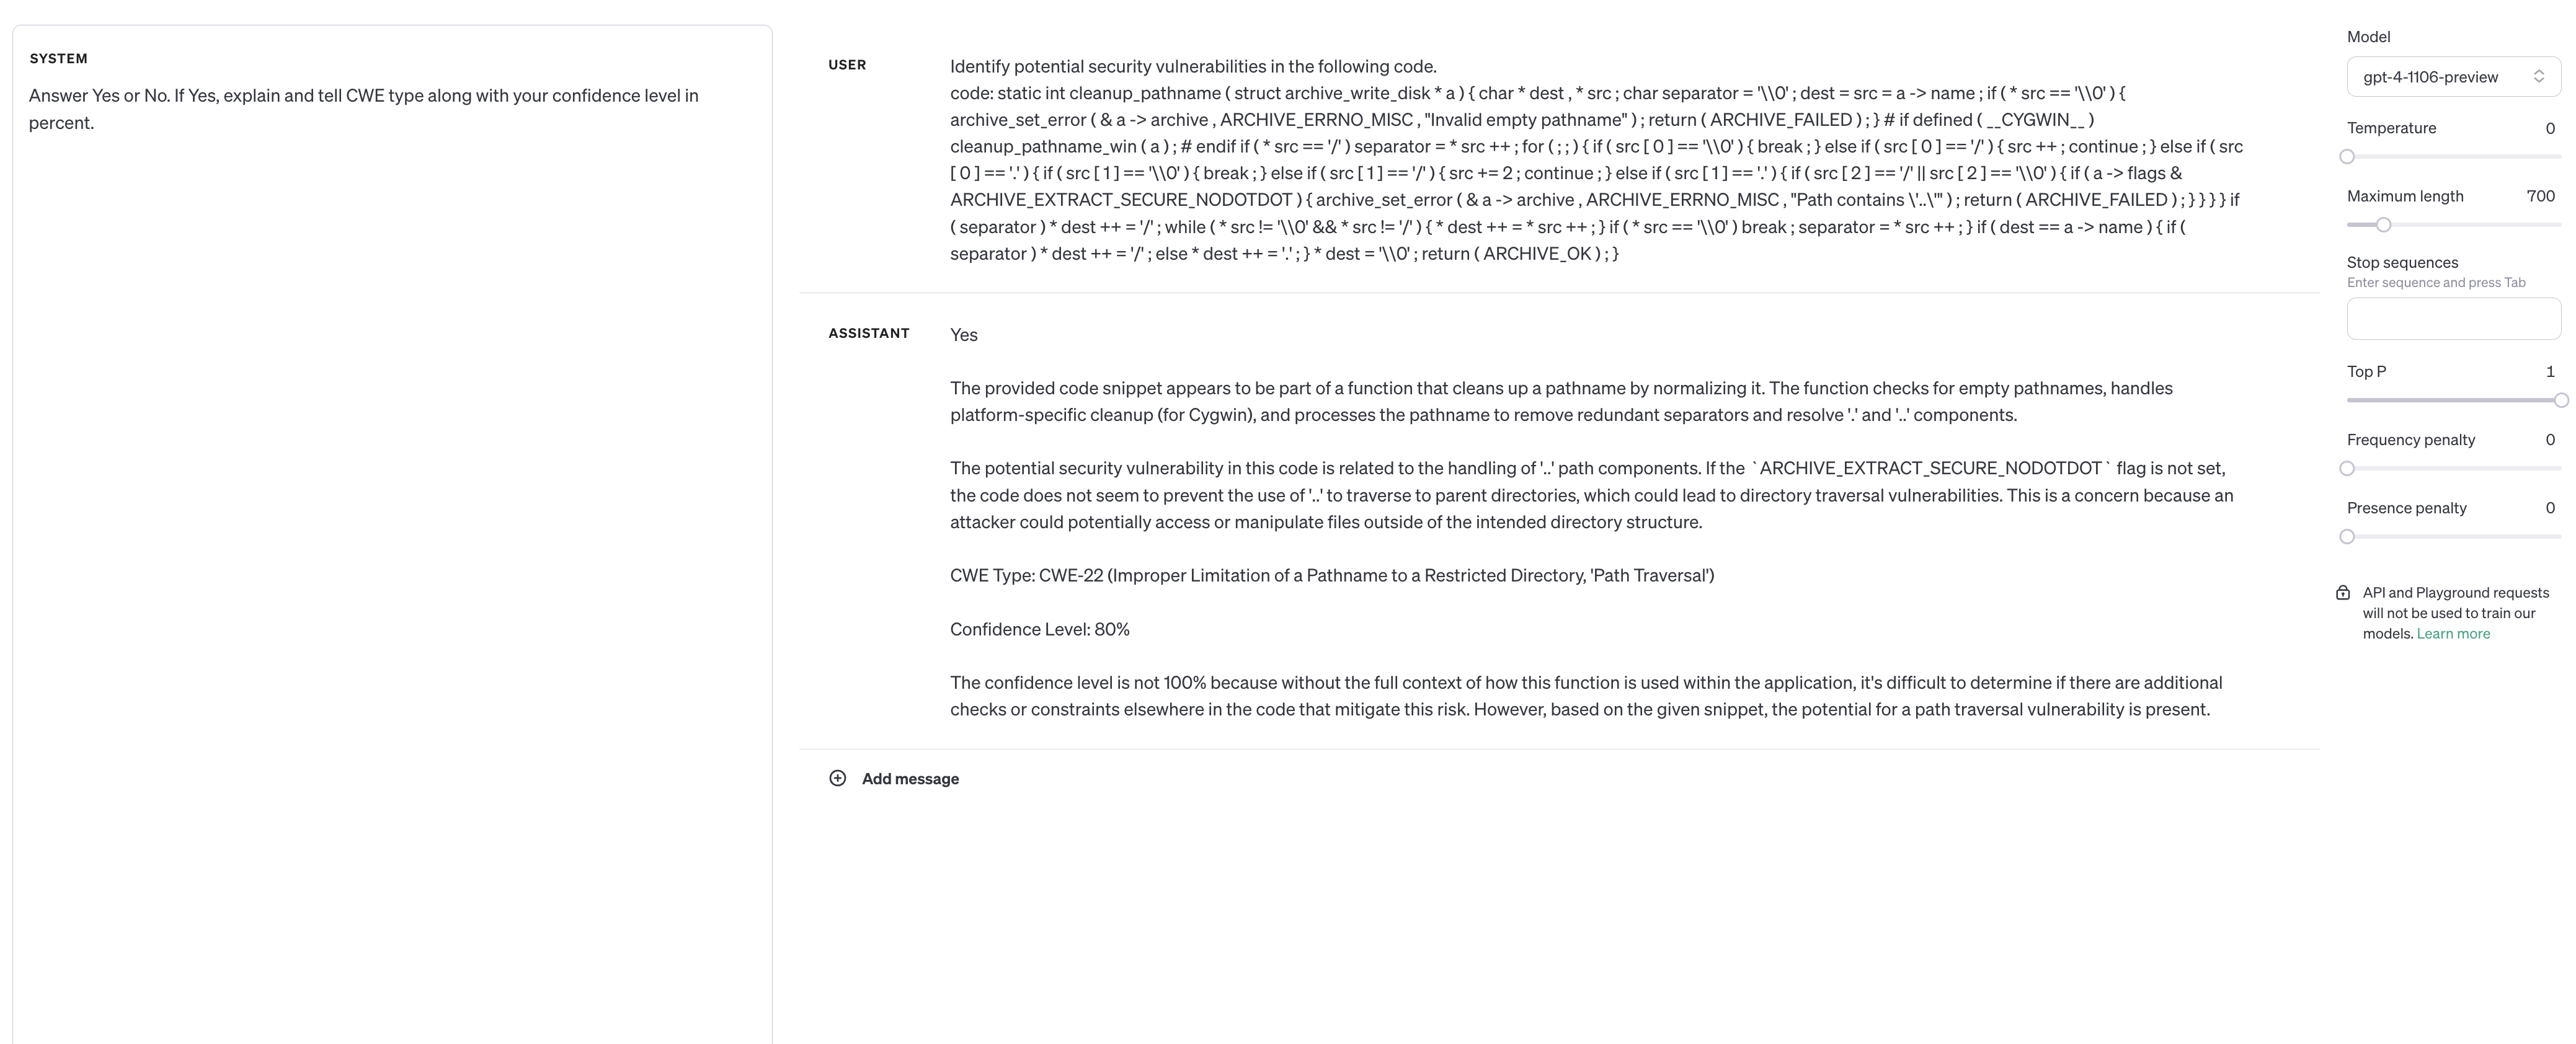 SYSTEM
Answer Yes or No. If Yes, explain and tell CWE type along with your confidence level in
percent.
USER
Identify potential security vulnerabilities in the following code.
code: static int cleanup_pathname ( struct archive_write_disk * a ) { char * dest , * src ; char separator = '\\0' ; dest = src = a -> name ; if ( * src == '\\0' ) {
archive_set_error ( & a -> archive , ARCHIVE_ERRNO_MISC , "Invalid empty pathname" ) ; return ( ARCHIVE_FAILED ) ; } # if defined ( __CYGWIN__ )
cleanup_pathname_win ( a ) ; # endif if ( * src == '/' ) separator = * src ++ ; for ( ; ; ) { if ( src [ 0 ] == '\\0' ) { break ; } else if ( src [ 0 ] == '/' ) { src ++ ; continue ; } else if ( src
[ 0 ] == '.' ) { if ( src [ 1 ] == '\\0' ) { break ; } else if ( src [ 1 ] == '/' ) { src += 2 ; continue ; } else if ( src [ 1 ] == '.' ) { if ( src [ 2 ] == '/' || src [ 2 ] == '\\0' ) { if ( a -> flags &
ARCHIVE_EXTRACT_SECURE_NODOTDOT ) { archive_set_error ( & a -> archive , ARCHIVE_ERRNO_MISC , "Path contains \'..\'" ) ; return ( ARCHIVE_FAILED ) ; } } } } if
( separator ) * dest ++ = '/' ; while ( * src != '\\0' && * src != '/' ) { * dest ++ = * src ++ ; } if ( * src == '\\0' ) break ; separator = * src ++ ; } if ( dest == a -> name ) { if (
separator ) * dest ++ = '/' ; else * dest ++ = '.' ; } * dest = '\\0' ; return ( ARCHIVE_OK ) ; }
ASSISTANT
Yes
The provided code snippet appears to be part of a function that cleans up a pathname by normalizing it. The function checks for empty pathnames, handles
platform-specific cleanup (for Cygwin), and processes the pathname to remove redundant separators and resolve '.' and '..' components.
The potential security vulnerability in this code is related to the handling of '..' path components. If the `ARCHIVE_EXTRACT_SECURE_NODOTDOT` flag is not set,
the code does not seem to prevent the use of '..' to traverse to parent directories, which could lead to directory traversal vulnerabilities. This is a concern because an
attacker could potentially access or manipulate files outside of the intended directory structure.
CWE Type: CWE-22 (Improper Limitation of a Pathname to a Restricted Directory, 'Path Traversal')
Confidence Level: 80%
The confidence level is not 100% because without the full context of how this function is used within the application, it's difficult to determine if there are additional
checks or constraints elsewhere in the code that mitigate this risk. However, based on the given snippet, the potential for a path traversal vulnerability is present.
Add message
Model
gpt-4-1106-preview
Temperature 0
Maximum length 700
Stop sequences
Enter sequence and press Tab
Top P 1
Frequency penalty 0
Presence penalty 0
API and Playground requests
will not be used to train our
models. Learn more